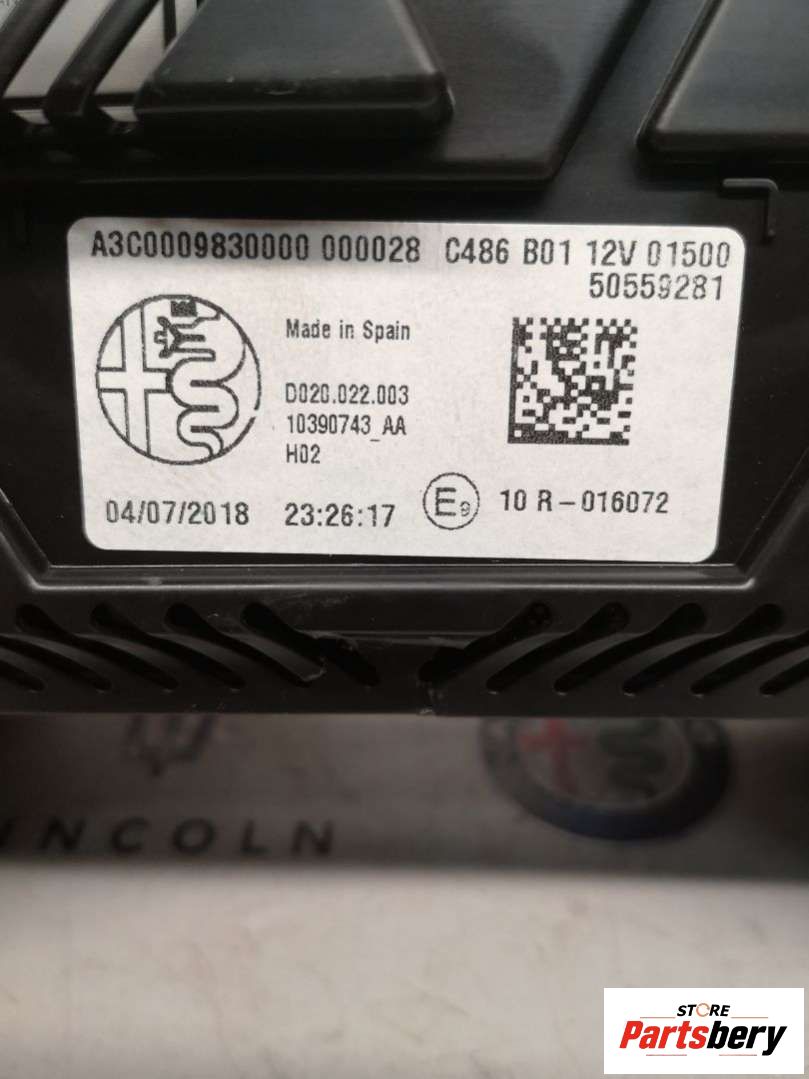 A3C0009830000 000028 C486 B01 12V 01500
50559281
Made in Spain
D020.022.003
10390743_AA
H02
04/07/2018 23:26:17 E9 10 R-016072
NCOLN
STORE
Partsbery